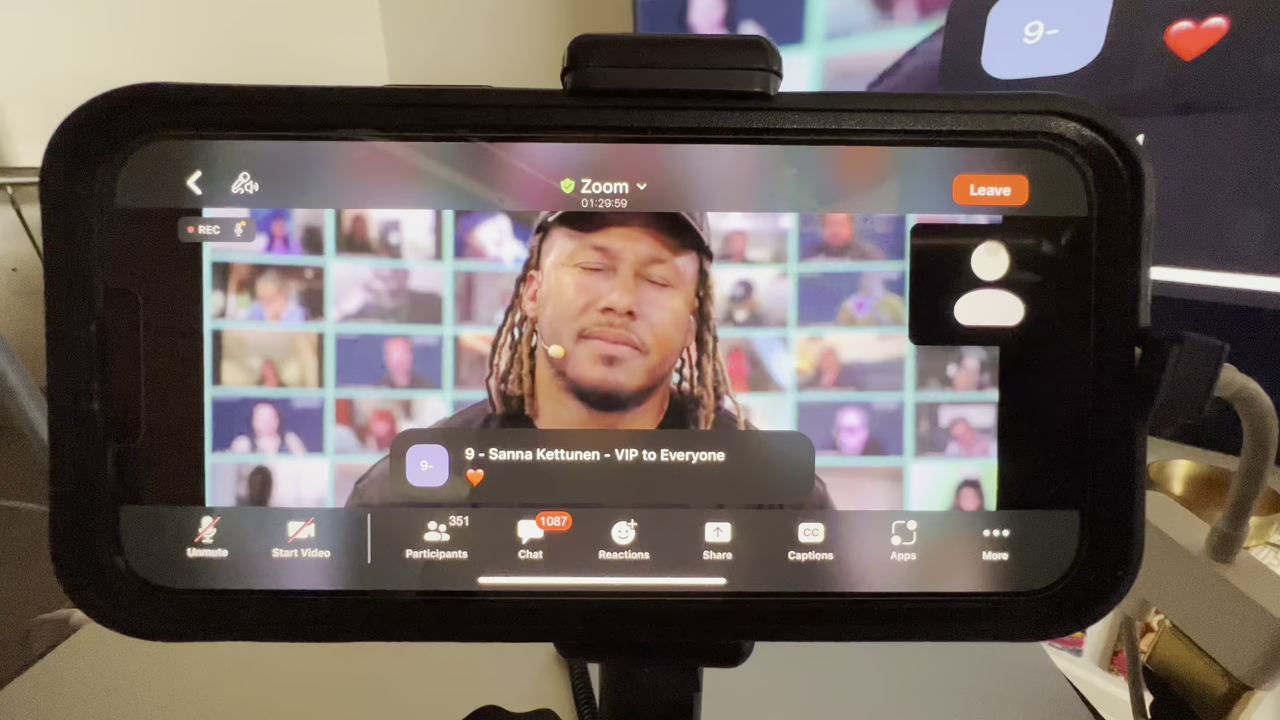 9-
Zoom
01:29:59
Leave
REC
9-
9 - Sanna Kettunen - VIP to Everyone
351
1087
Unmute
Start Video
Participants
Chat
Reactions
Share
CC
Captions
Apps
More